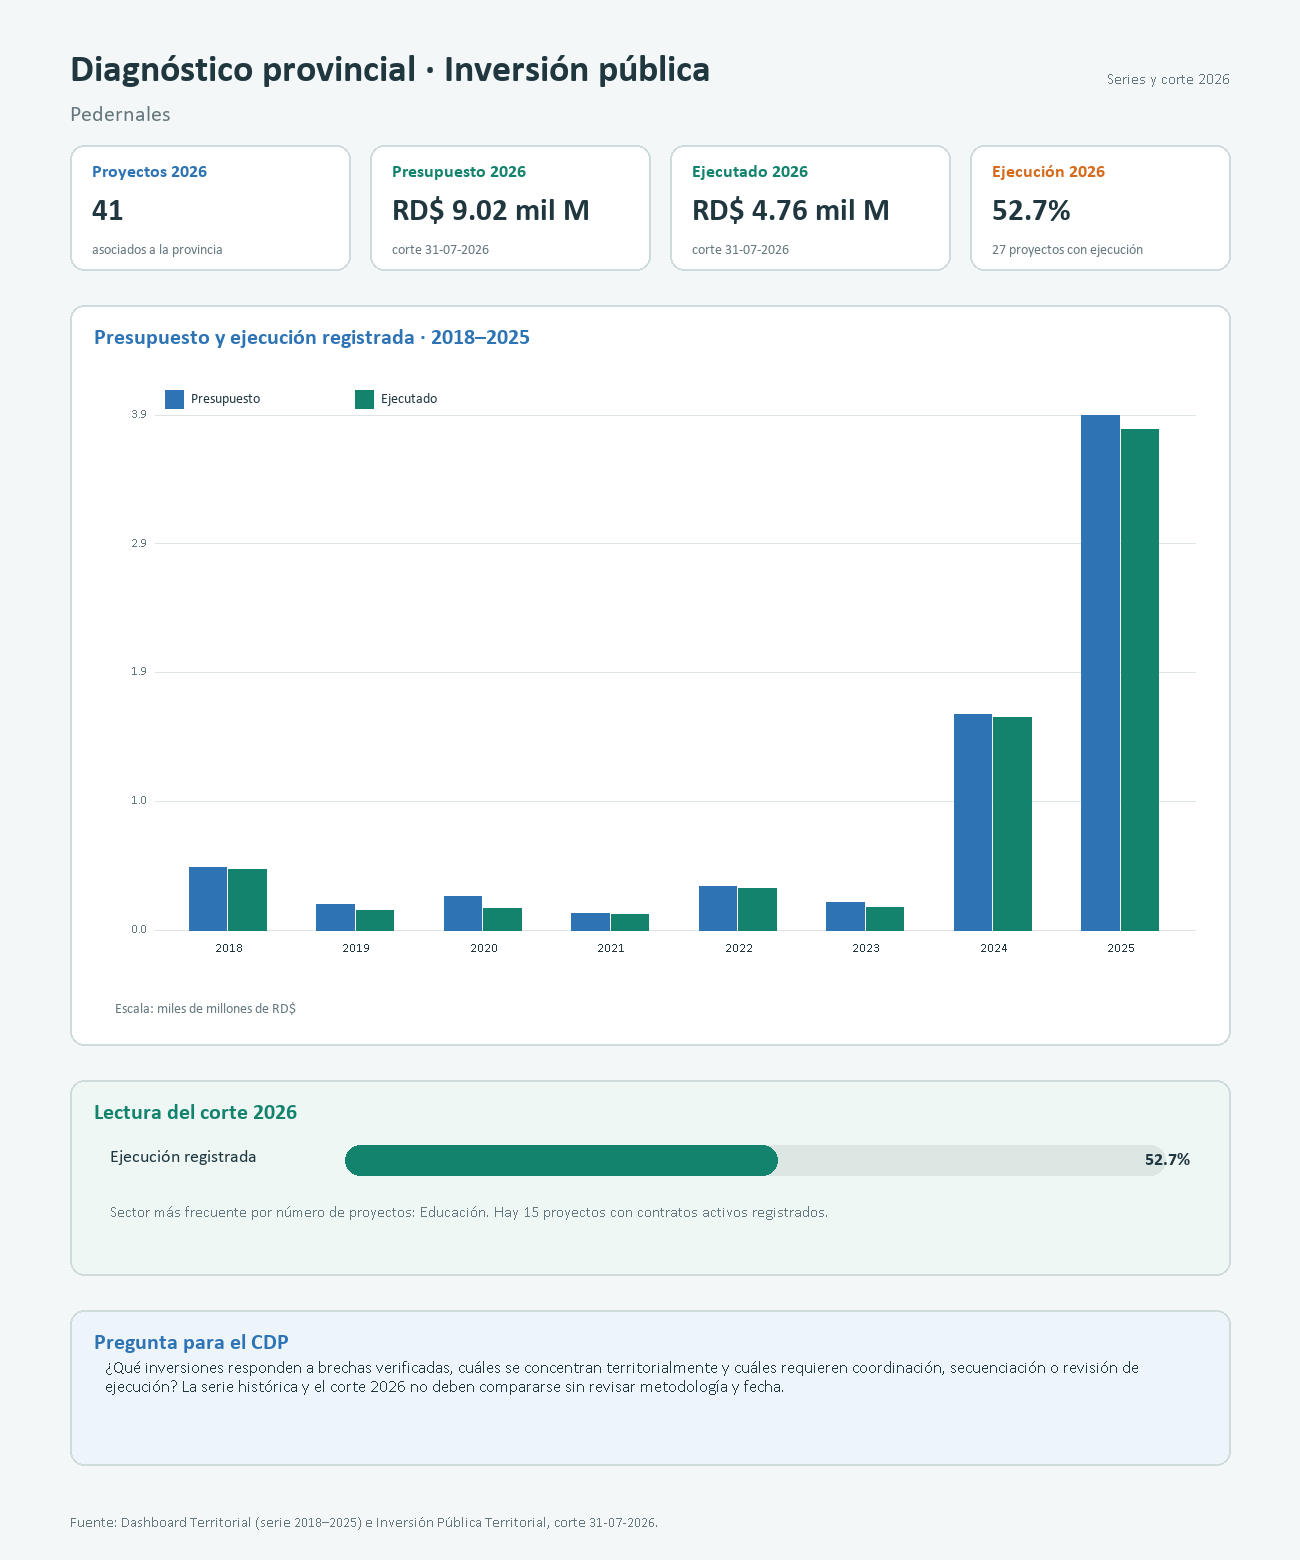 Diagnóstico provincial · Inversión pública
Series y corte 2026
Pedernales
Proyectos 2026
41
asociados a la provincia
Presupuesto 2026
RD$ 9.02 mil M
corte 31-07-2026
Ejecutado 2026
RD$ 4.76 mil M
corte 31-07-2026
Ejecución 2026
52.7%
27 proyectos con ejecución
Presupuesto y ejecución registrada · 2018–2025
Presupuesto
Ejecutado
3.9
2.9
1.9
1.0
0.0
2018
2019
2020
2021
2022
2023
2024
2025
Escala: miles de millones de RD$
Lectura del corte 2026
Ejecución registrada
52.7%
Sector más frecuente por número de proyectos: Educación. Hay 15 proyectos con contratos activos registrados.
Pregunta para el CDP
¿Qué inversiones responden a brechas verificadas, cuáles se concentran territorialmente y cuáles requieren coordinación, secuenciación o revisión de
ejecución? La serie histórica y el corte 2026 no deben compararse sin revisar metodología y fecha.
Fuente: Dashboard Territorial (serie 2018–2025) e Inversión Pública Territorial, corte 31-07-2026.